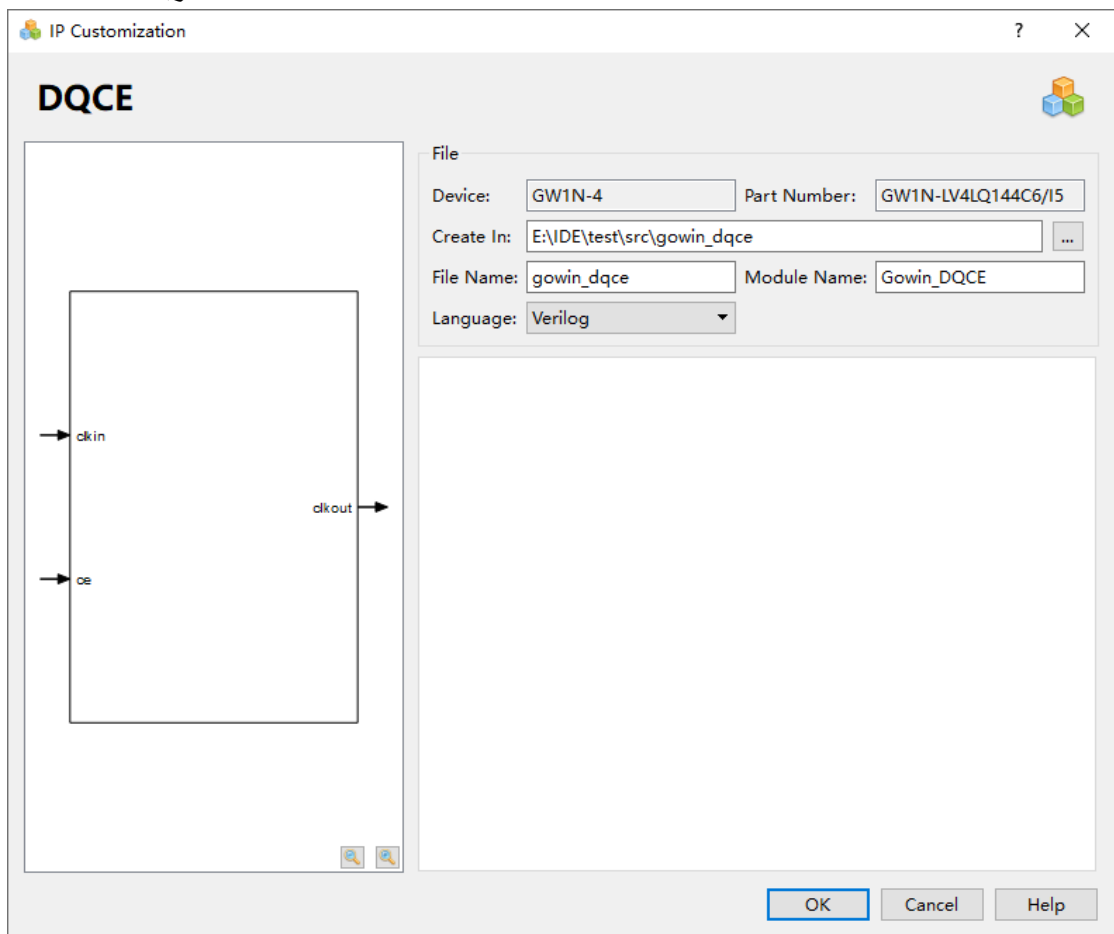 IP Customization ? ×
DQCE
File
Device: GW1N-4 Part Number: GW1N-LV4LQ144C6/I5
Create In: E:\IDE\test\src\gowin_dqce ...
File Name: gowin_dqce Module Name: Gowin_DQCE
Language: Verilog
clkin
clkout
ce
OK Cancel Help